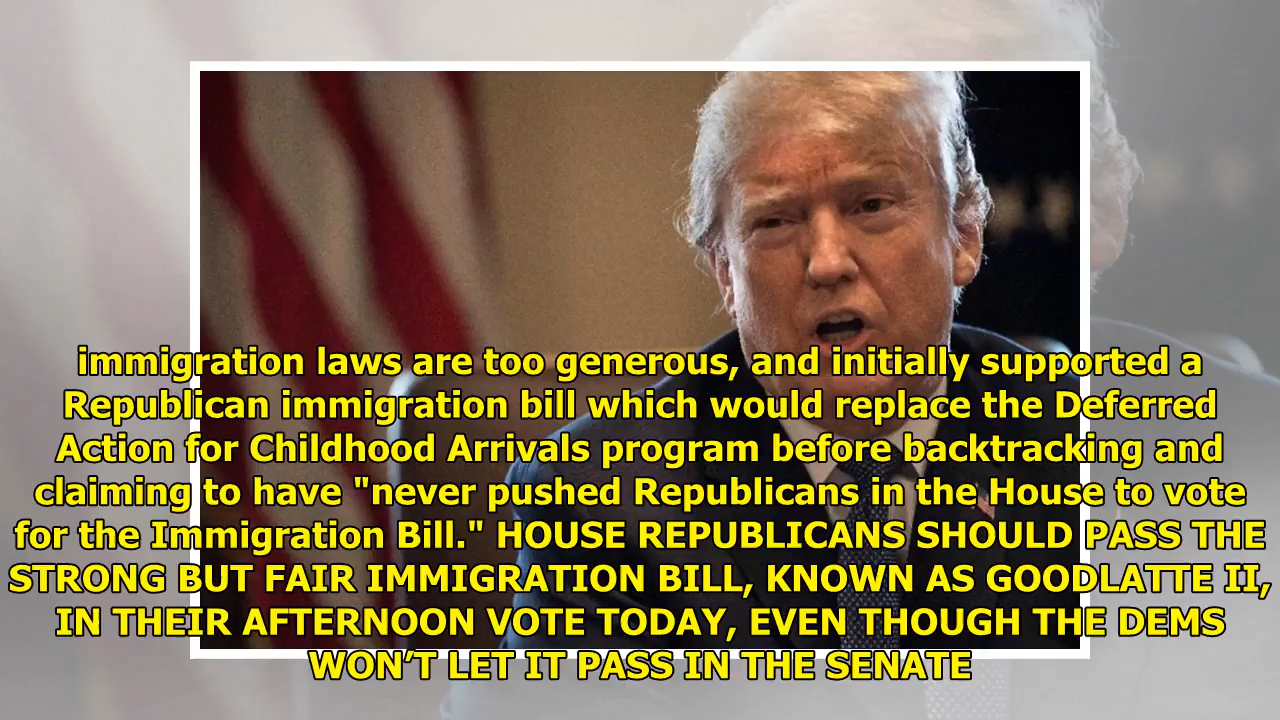 immigration laws are too generous, and initially supported a
Republican immigration bill which would replace the Deferred
Action for Childhood Arrivals program before backtracking and
claiming to have "never pushed Republicans in the House to vote
for the Immigration Bill." HOUSE REPUBLICANS SHOULD PASS THE
STRONG BUT FAIR IMMIGRATION BILL, KNOWN AS GOODLATTE II,
IN THEIR AFTERNOON VOTE TODAY, EVEN THOUGH THE DEMS
WON’T LET IT PASS IN THE SENATE